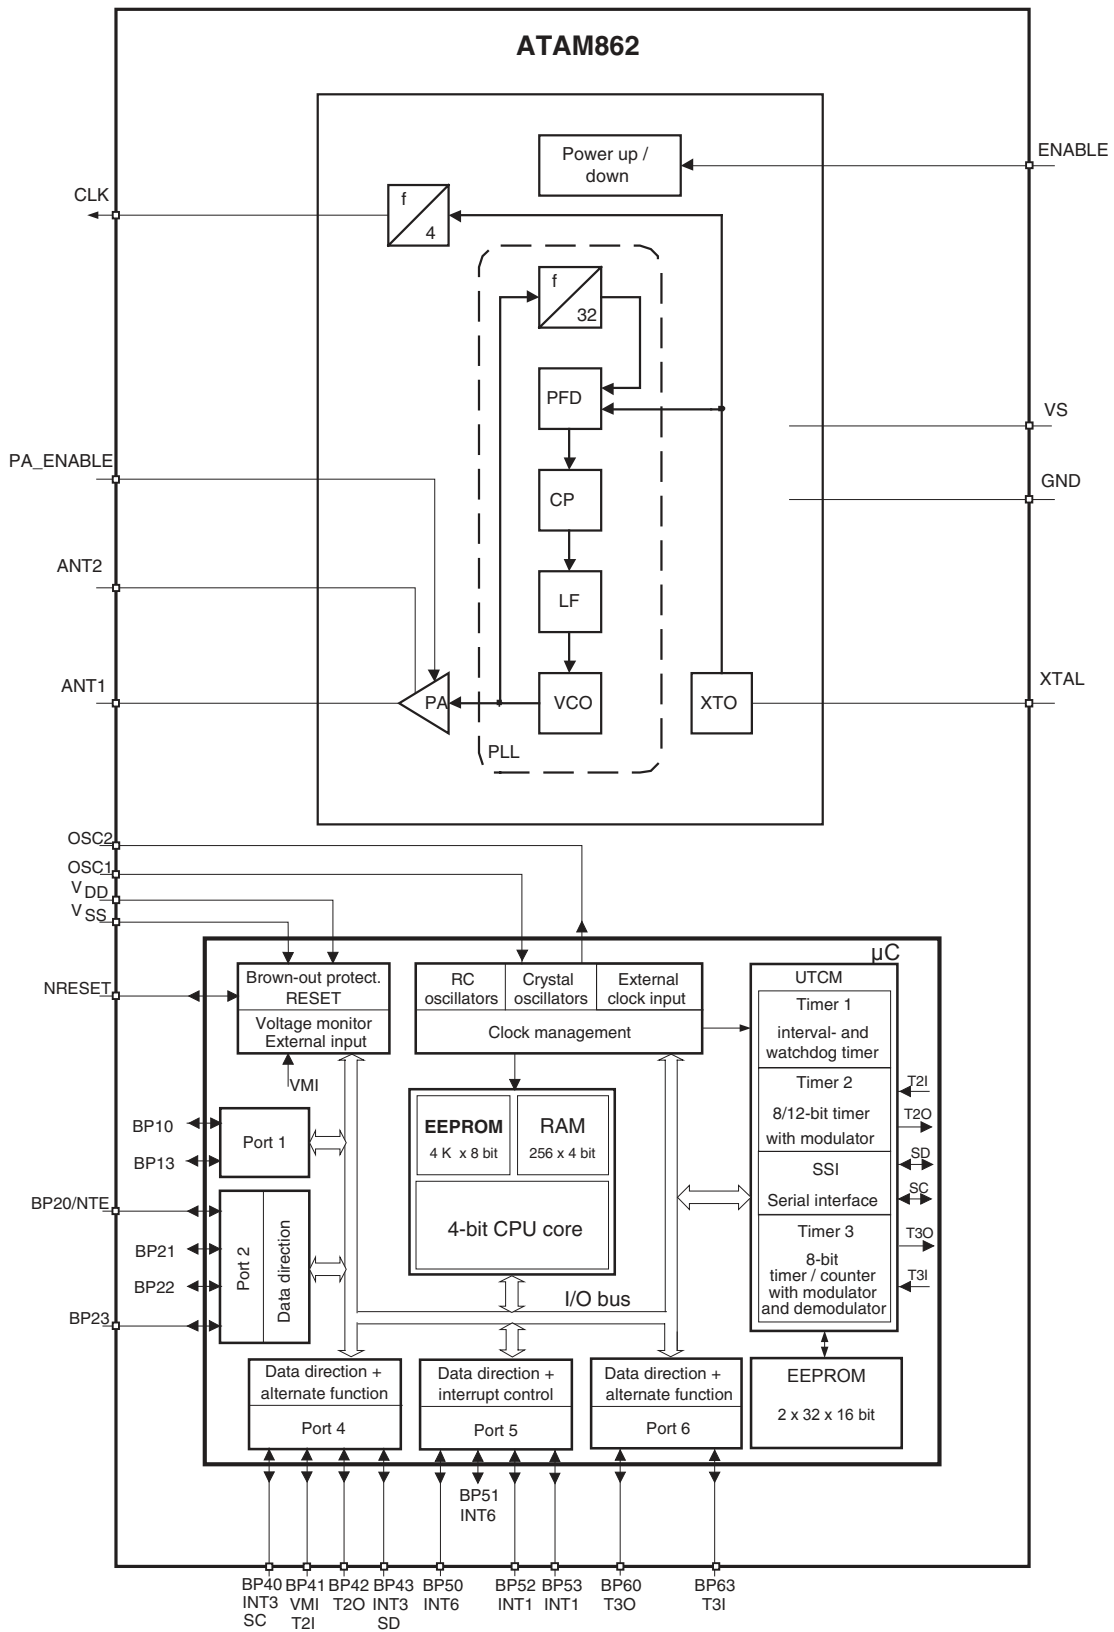 ATAM862
Power up /
down
ENABLE
CLK
f
4
f
32
PFD
VS
PA_ENABLE
GND
CP
ANT2
LF
ANT1
PA
VCO
XTO
XTAL
PLL
OSC2
OSC1
V DD
V SS
µC
NRESET
Brown-out protect.
RESET
Voltage monitor
External input
VMI
RC
oscillators
Crystal
oscillators
External
clock input
Clock management
UTCM
Timer 1
interval- and
watchdog timer
Timer 2
8/12-bit timer
with modulator
SSI
Serial interface
Timer 3
8-bit
timer / counter
with modulator
and demodulator
T2I
T2O
SD
SC
T3O
T3I
EEPROM
4 K x 8 bit
RAM
256 x 4 bit
4-bit CPU core
BP10
BP13
Port 1
BP20/NTE
BP21
BP22
BP23
Port 2
Data direction
I/O bus
Data direction +
alternate function
Port 4
Data direction +
interrupt control
Port 5
Data direction +
alternate function
Port 6
EEPROM
2 x 32 x 16 bit
BP51
INT6
BP40
INT3
SC
BP41
VMI
T2I
BP42
T2O
BP43
INT3
SD
BP50
INT6
BP52
INT1
BP53
INT1
BP60
T3O
BP63
T3I